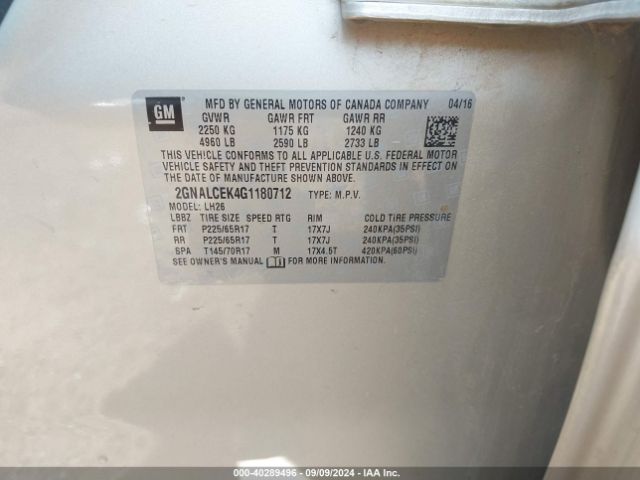 GM
MFD BY GENERAL MOTORS OF CANADA COMPANY 04/16
GVWR GAWR FRT GAWR RR
2250 KG 1175 KG 1240 KG
4960 LB 2590 LB 2733 LB
THIS VEHICLE CONFORMS TO ALL APPLICABLE U.S. FEDERAL MOTOR
VEHICLE SAFETY AND THEFT PREVENTION STANDARDS IN EFFECT ON
THE DATE OF MANUFACTURE SHOWN ABOVE.
2GNALCEK4G1180712 TYPE: M.P.V.
MODEL: LH26
LBBZ TIRE SIZE SPEED RTG RIM COLD TIRE PRESSURE
FRT P225/65R17 T 17X7J 240KPA(35PSI)
RR P225/65R17 T 17X7J 240KPA(35PSI)
SPA T145/70R17 M 17X4.5T 420KPA(60PSI)
SEE OWNER'S MANUAL FOR MORE INFORMATION.
000-40289496 - 09/09/2024 - IAA Inc.